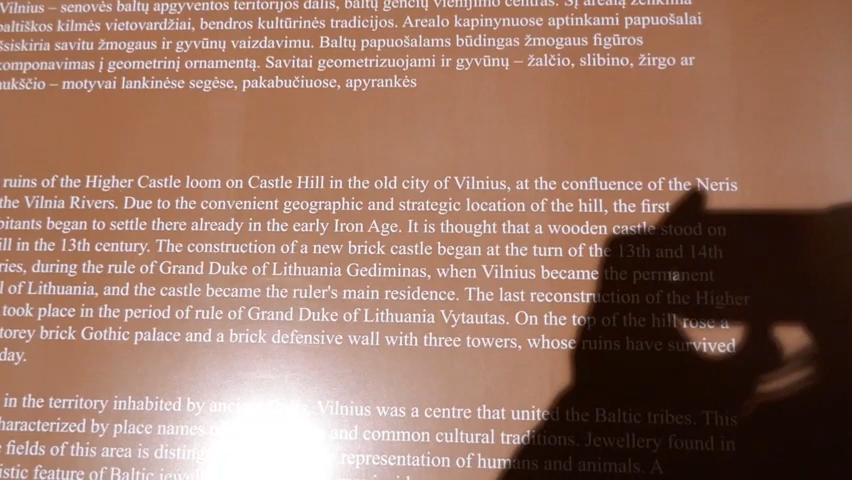 Vilnius – senovės baltų apgyventos teritorijos dalis, baltų genčių vienijimo centras. Šį arealą ženklina
baltiškos kilmės vietovardžiai, bendros kultūrinės tradicijos. Arealo kapinynuose aptinkami papuošalai
šsiskiria savitu žmogaus ir gyvūnų vaizdavimu. Baltų papuošalams būdingas žmogaus figūros
omponavimas į geometrinį ornamentą. Savitai geometrizuojami ir gyvūnų – žalčio, slibino, žirgo ar
aukščio – motyvai lankinėse segėse, pakabučiuose, apyrankės
ruins of the Higher Castle loom on Castle Hill in the old city of Vilnius, at the confluence of the Neris
the Vilnia Rivers. Due to the convenient geographic and strategic location of the hill, the first
bitants began to settle there already in the early Iron Age. It is thought that a wooden castle stood on
ill in the 13th century. The construction of a new brick castle began at the turn of the 13th and 14th
ries, during the rule of Grand Duke of Lithuania Gediminas, when Vilnius became the permanent
l of Lithuania, and the castle became the ruler's main residence. The last reconstruction of the Higher
took place in the period of rule of Grand Duke of Lithuania Vytautas. On the top of the hill rose a
torey brick Gothic palace and a brick defensive wall with three towers, whose ruins have survived
day.
in the territory inhabited by Vilnius was a centre that united the Baltic tribes. This
haracterized by place names and common cultural traditions. Jewellery found in
fields of this area is representation of humans and animals. A
istic feature of Baltic